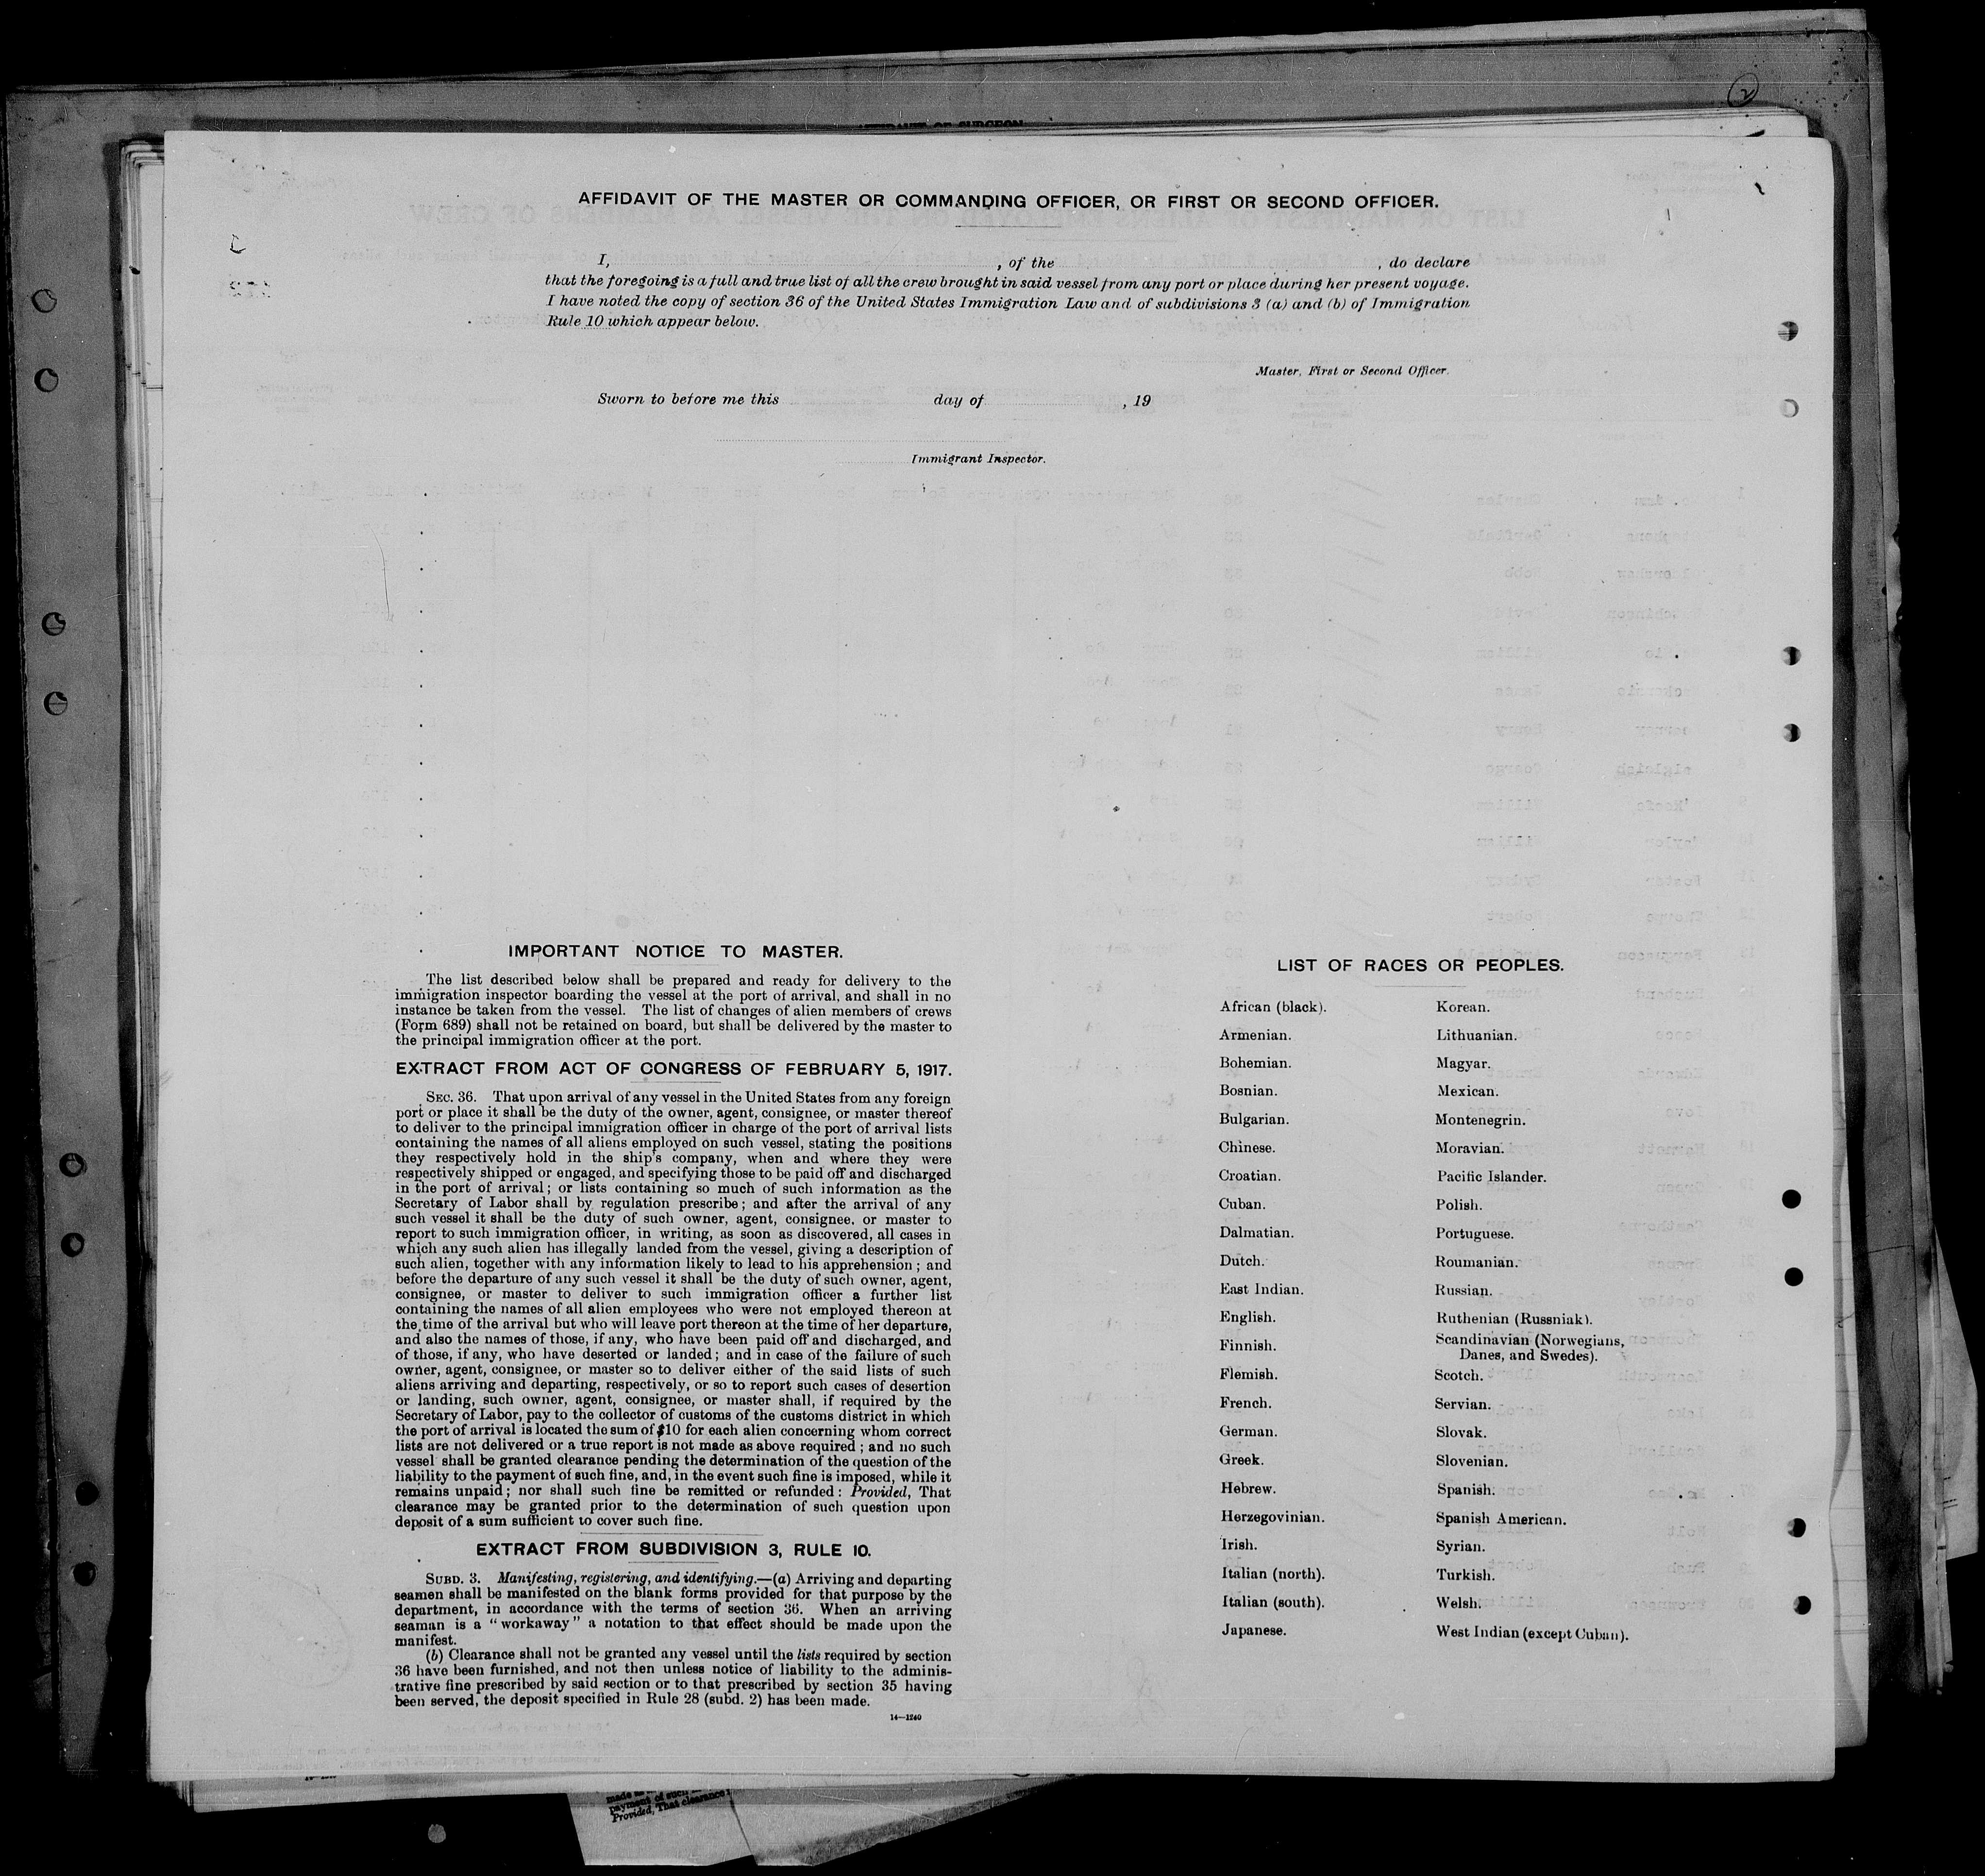 2
AFFIDAVIT OF SURGEON
AFFIDAVIT OF THE MASTER OR COMMANDING OFFICER, OR FIRST OR SECOND OFFICER.
I, , of the , do declare
that the foregoing is a full and true list of all the crew brought in said vessel from any port or place during her present voyage.
I have noted the copy of section 36 of the United States Immigration Law and of subdivisions 3 (a) and (b) of Immigration
Rule 10 which appear below.
Master, First or Second Officer.
Sworn to before me this day of , 19
Immigrant Inspector.
IMPORTANT NOTICE TO MASTER.
The list described below shall be prepared and ready for delivery to the
immigration inspector boarding the vessel at the port of arrival, and shall in no
instance be taken from the vessel. The list of changes of alien members of crews
(Form 689) shall not be retained on board, but shall be delivered by the master to
the principal immigration officer at the port.
EXTRACT FROM ACT OF CONGRESS OF FEBRUARY 5, 1917.
SEC. 36. That upon arrival of any vessel in the United States from any foreign
port or place it shall be the duty of the owner, agent, consignee, or master thereof
to deliver to the principal immigration officer in charge of the port of arrival lists
containing the names of all aliens employed on such vessel, stating the positions
they respectively hold in the ship's company, when and where they were
respectively shipped or engaged, and specifying those to be paid off and discharged
in the port of arrival; or lists containing so much of such information as the
Secretary of Labor shall by regulation prescribe; and after the arrival of any
such vessel it shall be the duty of such owner, agent, consignee, or master to
report to such immigration officer, in writing, as soon as discovered, all cases in
which any such alien has illegally landed from the vessel, giving a description of
such alien, together with any information likely to lead to his apprehension; and
before the departure of any such vessel it shall be the duty of such owner, agent,
consignee, or master to deliver to such immigration officer a further list
containing the names of all alien employees who were not employed thereon at
the time of the arrival but who will leave port thereon at the time of her departure,
and also the names of those, if any, who have been paid off and discharged, and
of those, if any, who have deserted or landed; and in case of the failure of such
owner, agent, consignee, or master so to deliver either of the said lists of such
aliens arriving and departing, respectively, or so to report such cases of desertion
or landing, such owner, agent, consignee, or master shall, if required by the
Secretary of Labor, pay to the collector of customs of the customs district in which
the port of arrival is located the sum of $10 for each alien concerning whom correct
lists are not delivered or a true report is not made as above required; and no such
vessel shall be granted clearance pending the determination of the question of the
liability to the payment of such fine, and, in the event such fine is imposed, while it
remains unpaid; nor shall such fine be remitted or refunded: Provided, That
clearance may be granted prior to the determination of such question upon
deposit of a sum sufficient to cover such fine.
EXTRACT FROM SUBDIVISION 3, RULE 10.
SUBD. 3. Manifesting, registering, and identifying.—(a) Arriving and departing
seamen shall be manifested on the blank forms provided for that purpose by the
department, in accordance with the terms of section 36. When an arriving
seaman is a "workaway" a notation to that effect should be made upon the
manifest.
(b) Clearance shall not be granted any vessel until the lists required by section
36 have been furnished, and not then unless notice of liability to the adminis-
trative fine prescribed by said section or to that prescribed by section 35 having
been served, the deposit specified in Rule 28 (subd. 2) has been made.
14—1240
LIST OF RACES OR PEOPLES.
African (black).
Armenian.
Bohemian.
Bosnian.
Bulgarian.
Chinese.
Croatian.
Cuban.
Dalmatian.
Dutch.
East Indian.
English.
Finnish.
Flemish.
French.
German.
Greek.
Hebrew.
Herzegovinian.
Irish.
Italian (north).
Italian (south).
Japanese.
Korean.
Lithuanian.
Magyar.
Mexican.
Montenegrin.
Moravian.
Pacific Islander.
Polish.
Portuguese.
Roumanian.
Russian.
Ruthenian (Russniak).
Scandinavian (Norwegians,
Danes, and Swedes).
Scotch.
Servian.
Slovak.
Slovenian.
Spanish.
Spanish American.
Syrian.
Turkish.
Welsh.
West Indian (except Cuban).
payment of such
Provided, That clearance